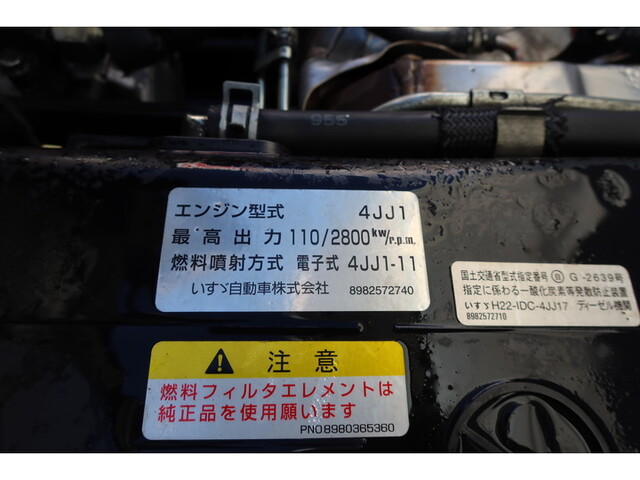 955
エンジン型式 4JJ1
最高出力 110/2800kw/r.p.m.
燃料噴射方式 電子式 4JJ1-11
いすゞ自動車株式会社 8982572740
国土交通省型式指定番号 Ⓑ G-2639号
指定に係わる一酸化炭素等発散防止装置
いすゞH22-IDC-4JJ17 ディーゼル機関
8982572710
注意
燃料フィルタエレメントは
純正品を使用願います
PNO.8980365360